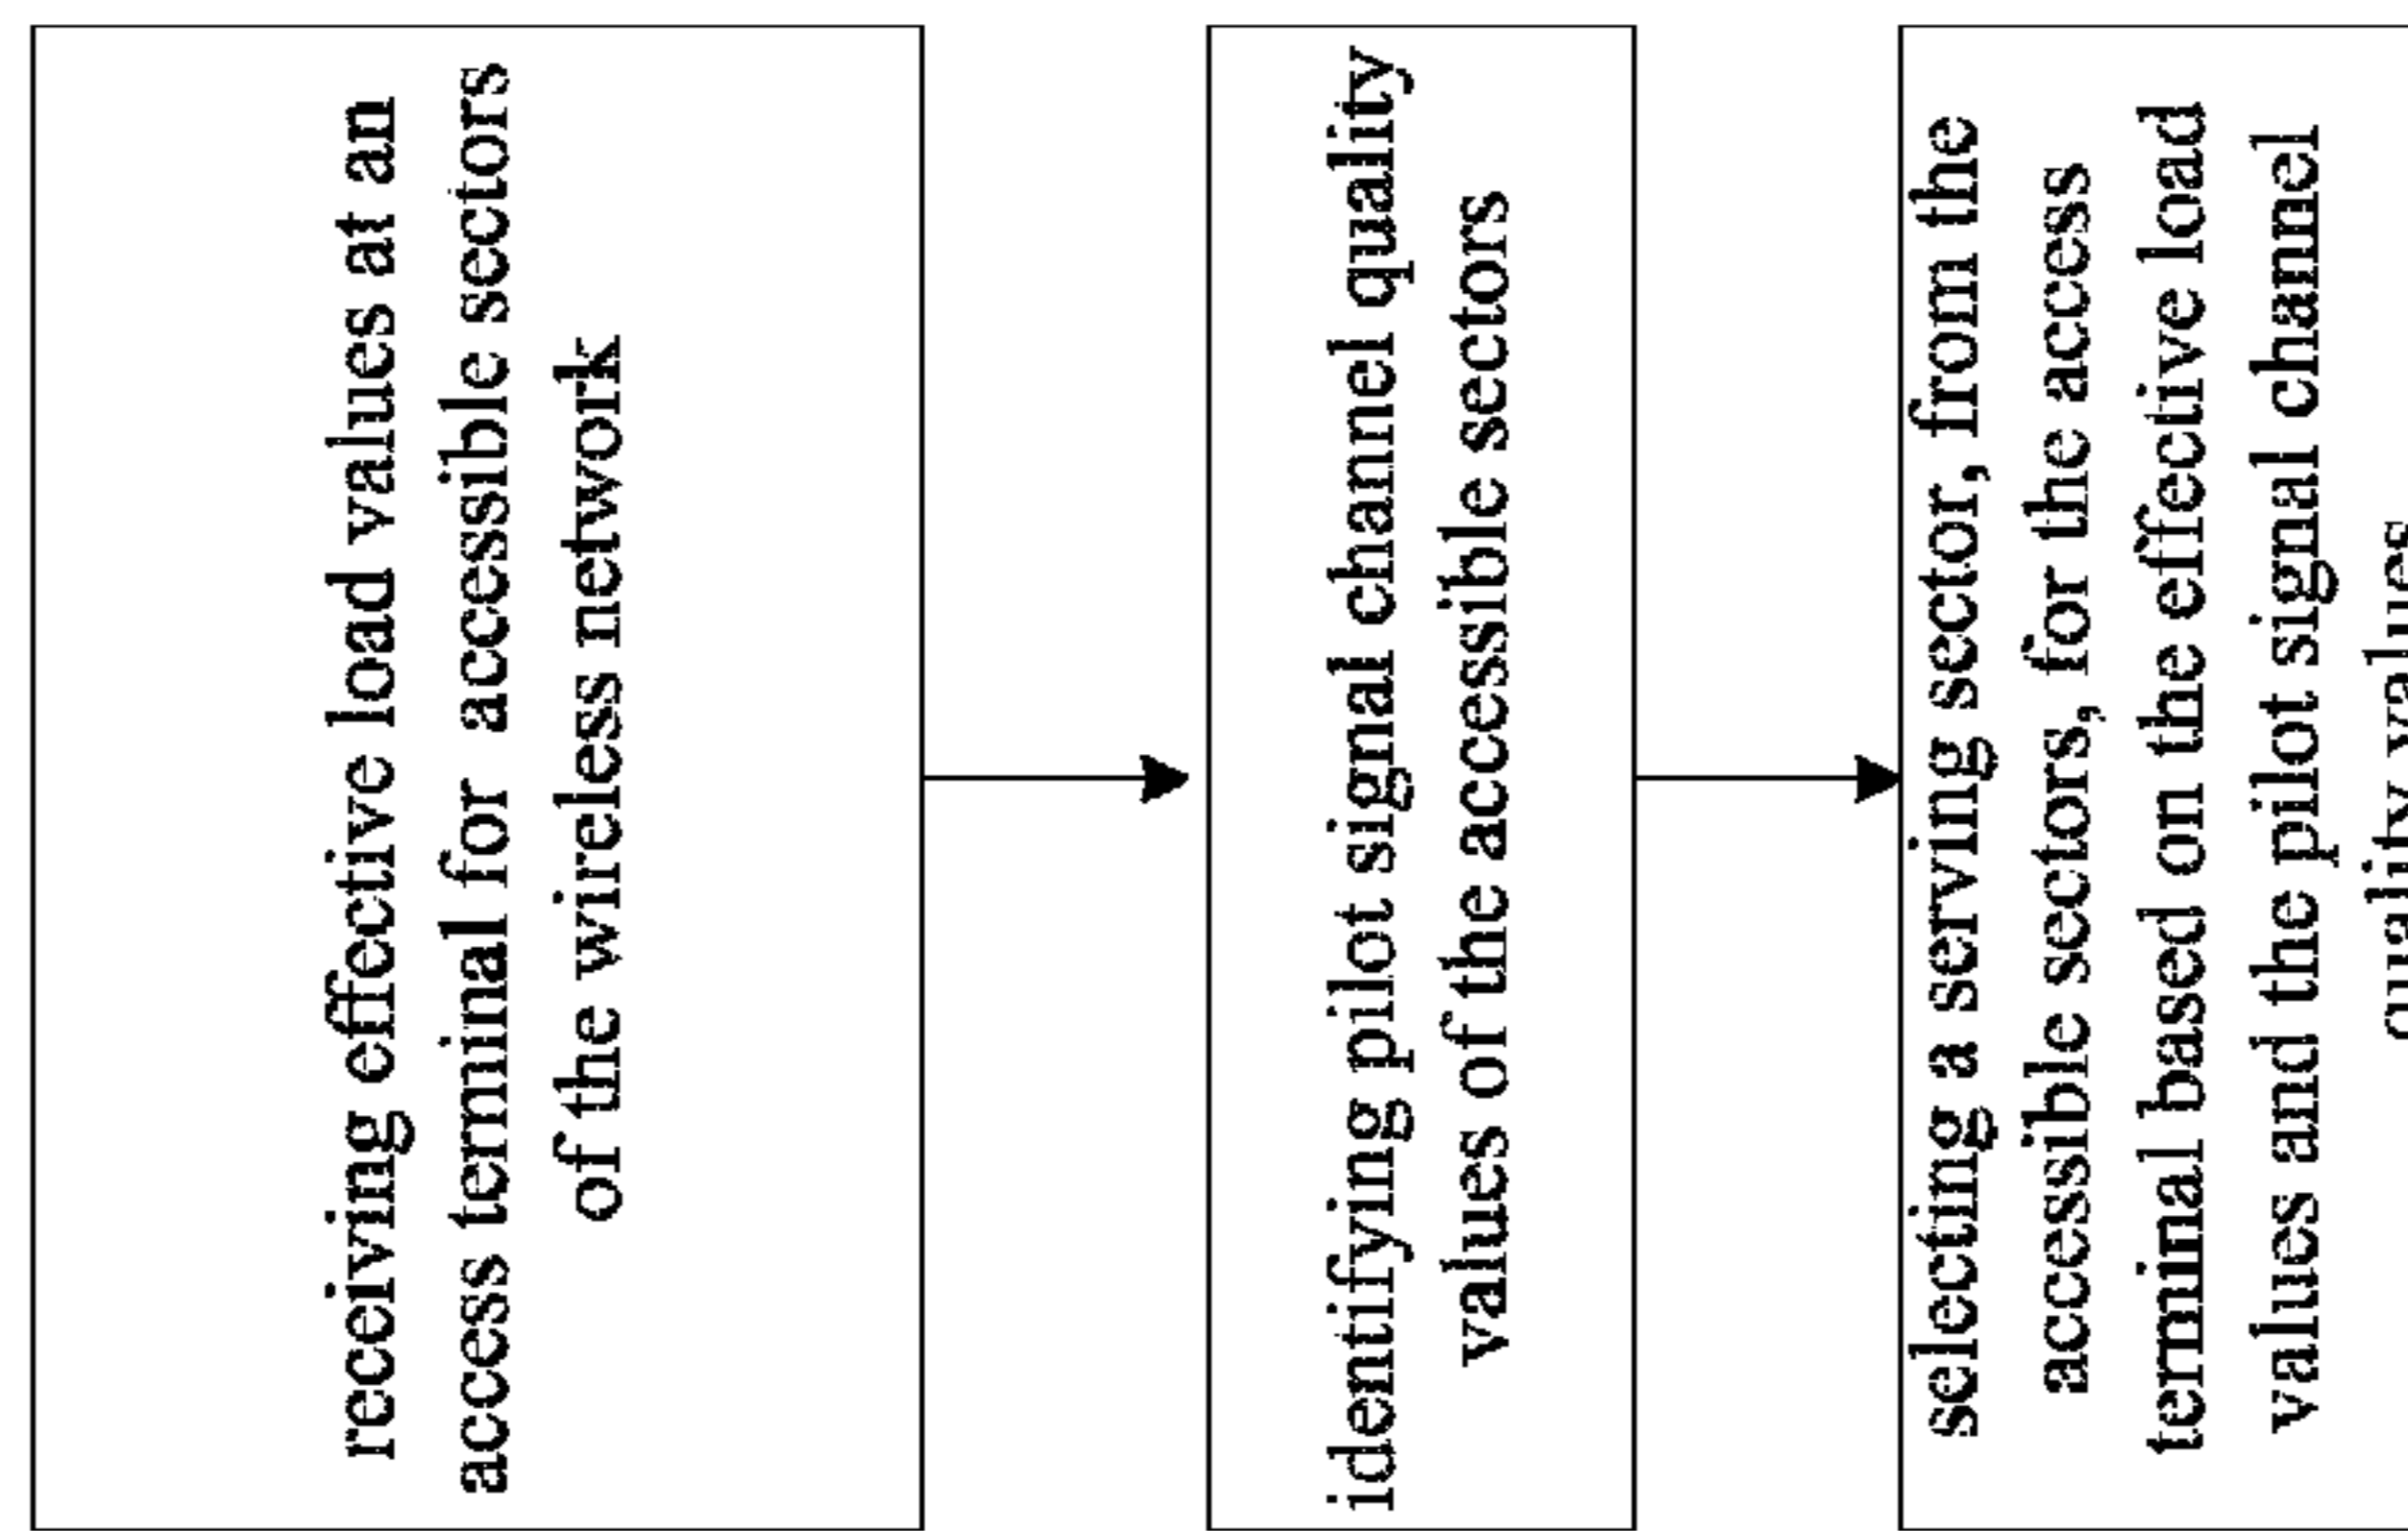 receiving effective load values at an
access terminal for accessible sectors
of the wireless network
identifying pilot signal channel quality
values of the accessible sectors
selecting a serving sector, from the
accessible sectors, for the access
terminal based on the effective load
values and the pilot signal channel
quality values